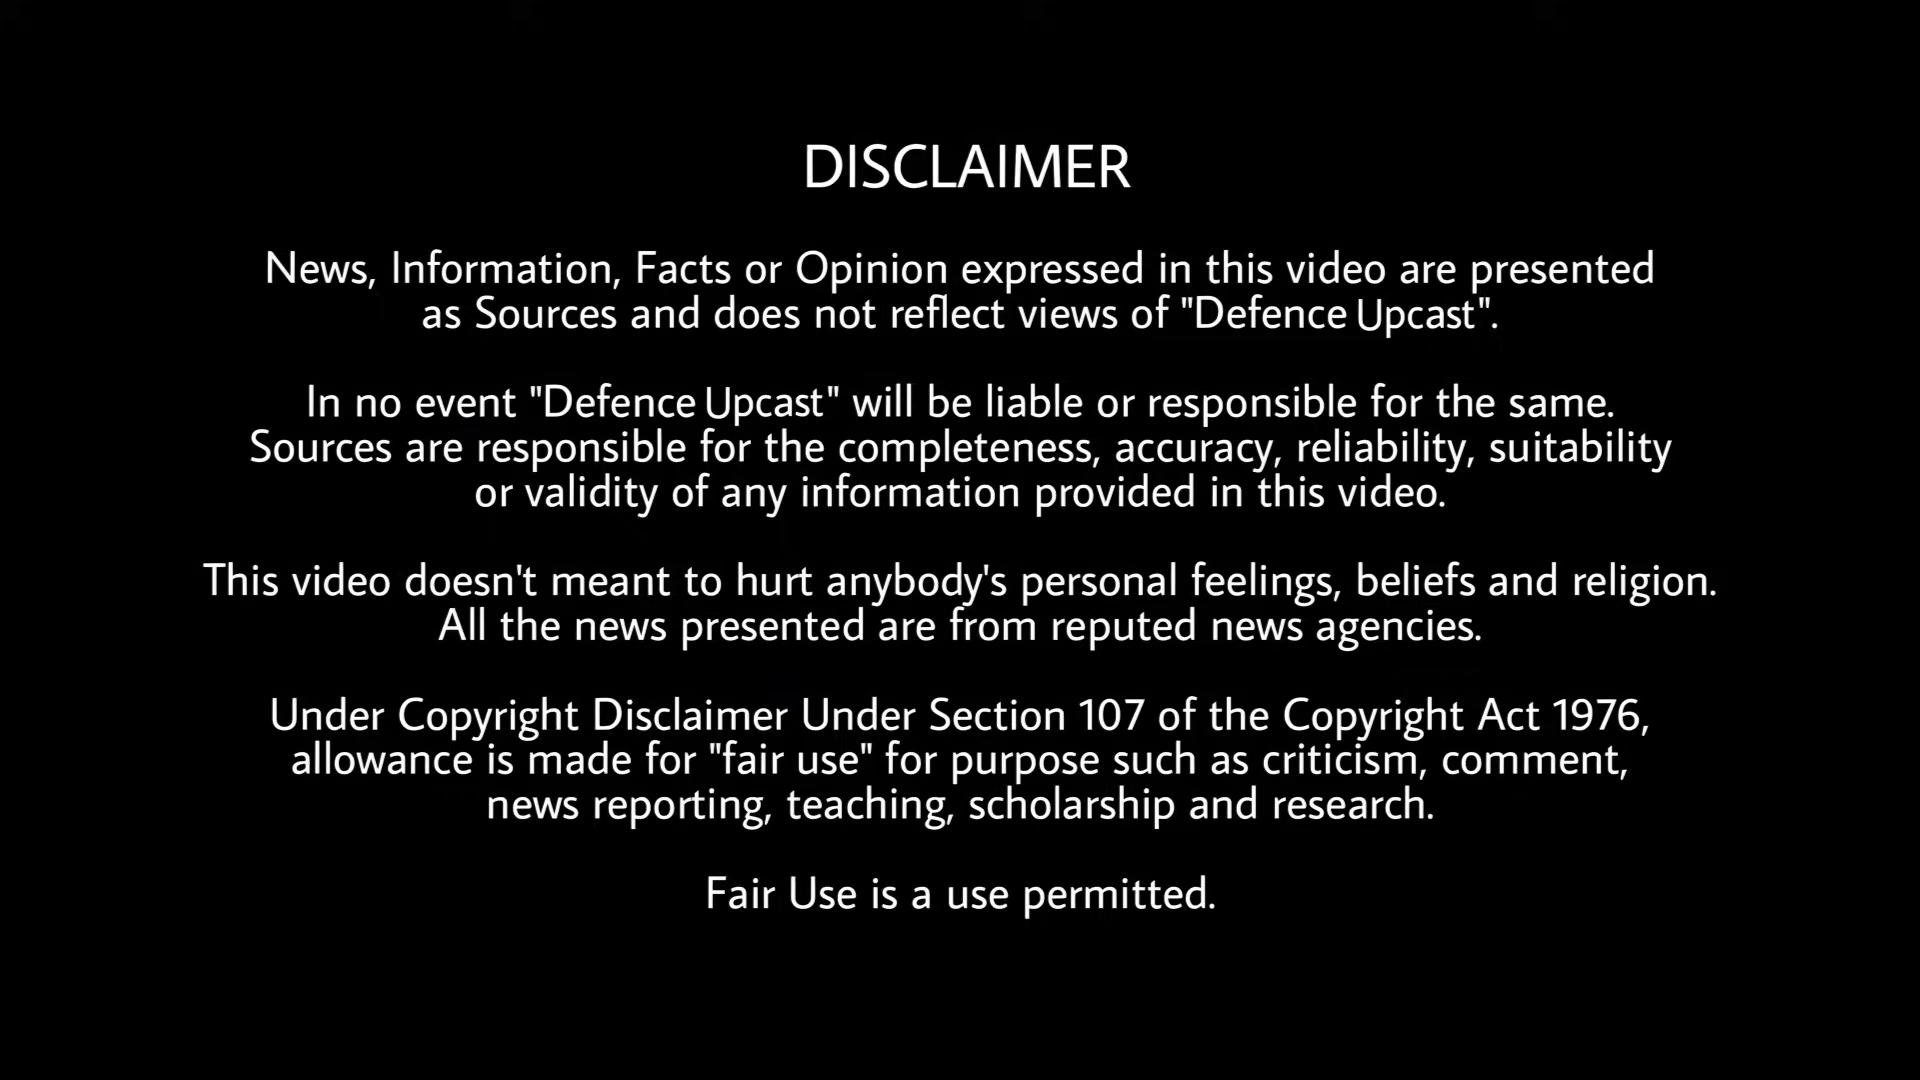 DISCLAIMER
News, Information, Facts or Opinion expressed in this video are presented
as Sources and does not reflect views of "Defence Upcast".
In no event "Defence Upcast" will be liable or responsible for the same.
Sources are responsible for the completeness, accuracy, reliability, suitability
or validity of any information provided in this video.
This video doesn't meant to hurt anybody's personal feelings, beliefs and religion.
All the news presented are from reputed news agencies.
Under Copyright Disclaimer Under Section 107 of the Copyright Act 1976,
allowance is made for "fair use" for purpose such as criticism, comment,
news reporting, teaching, scholarship and research.
Fair Use is a use permitted.